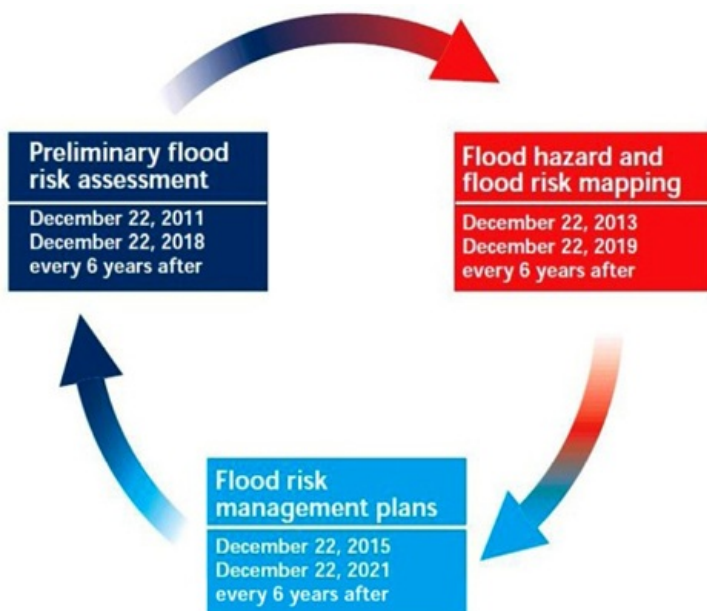 Preliminary flood
risk assessment
December 22, 2011
December 22, 2018
every 6 years after
Flood hazard and
flood risk mapping
December 22, 2013
December 22, 2019
every 6 years after
Flood risk
management plans
December 22, 2015
December 22, 2021
every 6 years after